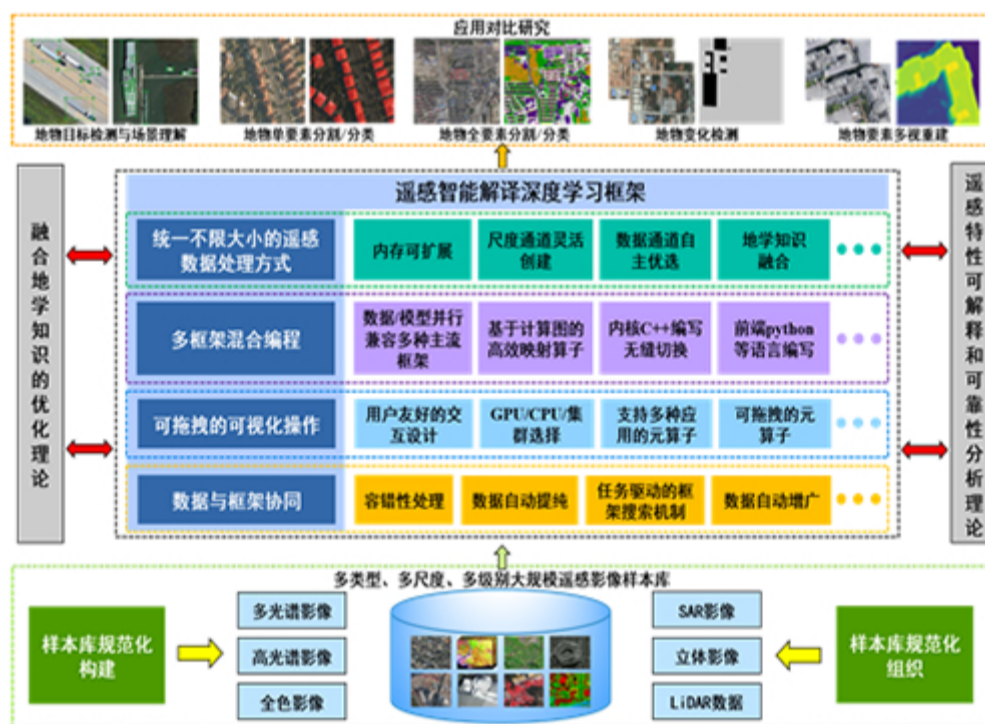 应用对比研究
地物目标检测与场景理解
地物单要素分割/分类
地物全要素分割/分类
地物变化检测
地物要素多视重建
融合地学知识的优化理论
遥感智能解译深度学习框架
统一不限大小的遥感
数据处理方式
内存可扩展
尺度通道灵活
创建
数据通道自
主优选
地学知识
融合
多框架混合编程
数据/模型并行
兼容多种主流
框架
基于计算图的
高效映射算子
内核C++编写
无缝切换
前端python
等语言编写
可拖拽的可视化操作
用户友好的交
互设计
GPU/CPU/集
群选择
支持多种应
用的元算子
可拖拽的元
算子
数据与框架协同
容错性处理
数据自动提纯
任务驱动的框
架搜索机制
数据自动增广
遥感特性可解释和可靠性分析理论
多类型、多尺度、多级别大规模遥感影像样本库
样本库规范化
构建
多光谱影像
高光谱影像
全色影像
SAR影像
立体影像
LiDAR数据
样本库规范化
组织